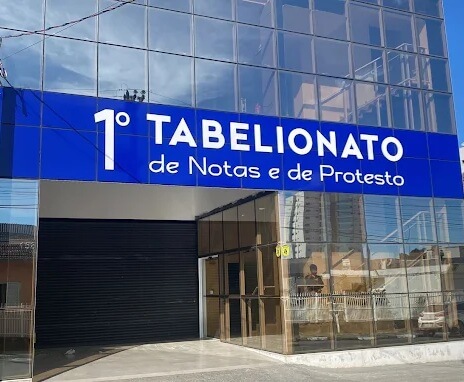 1º TABELIONATO
de Notas e de Protesto